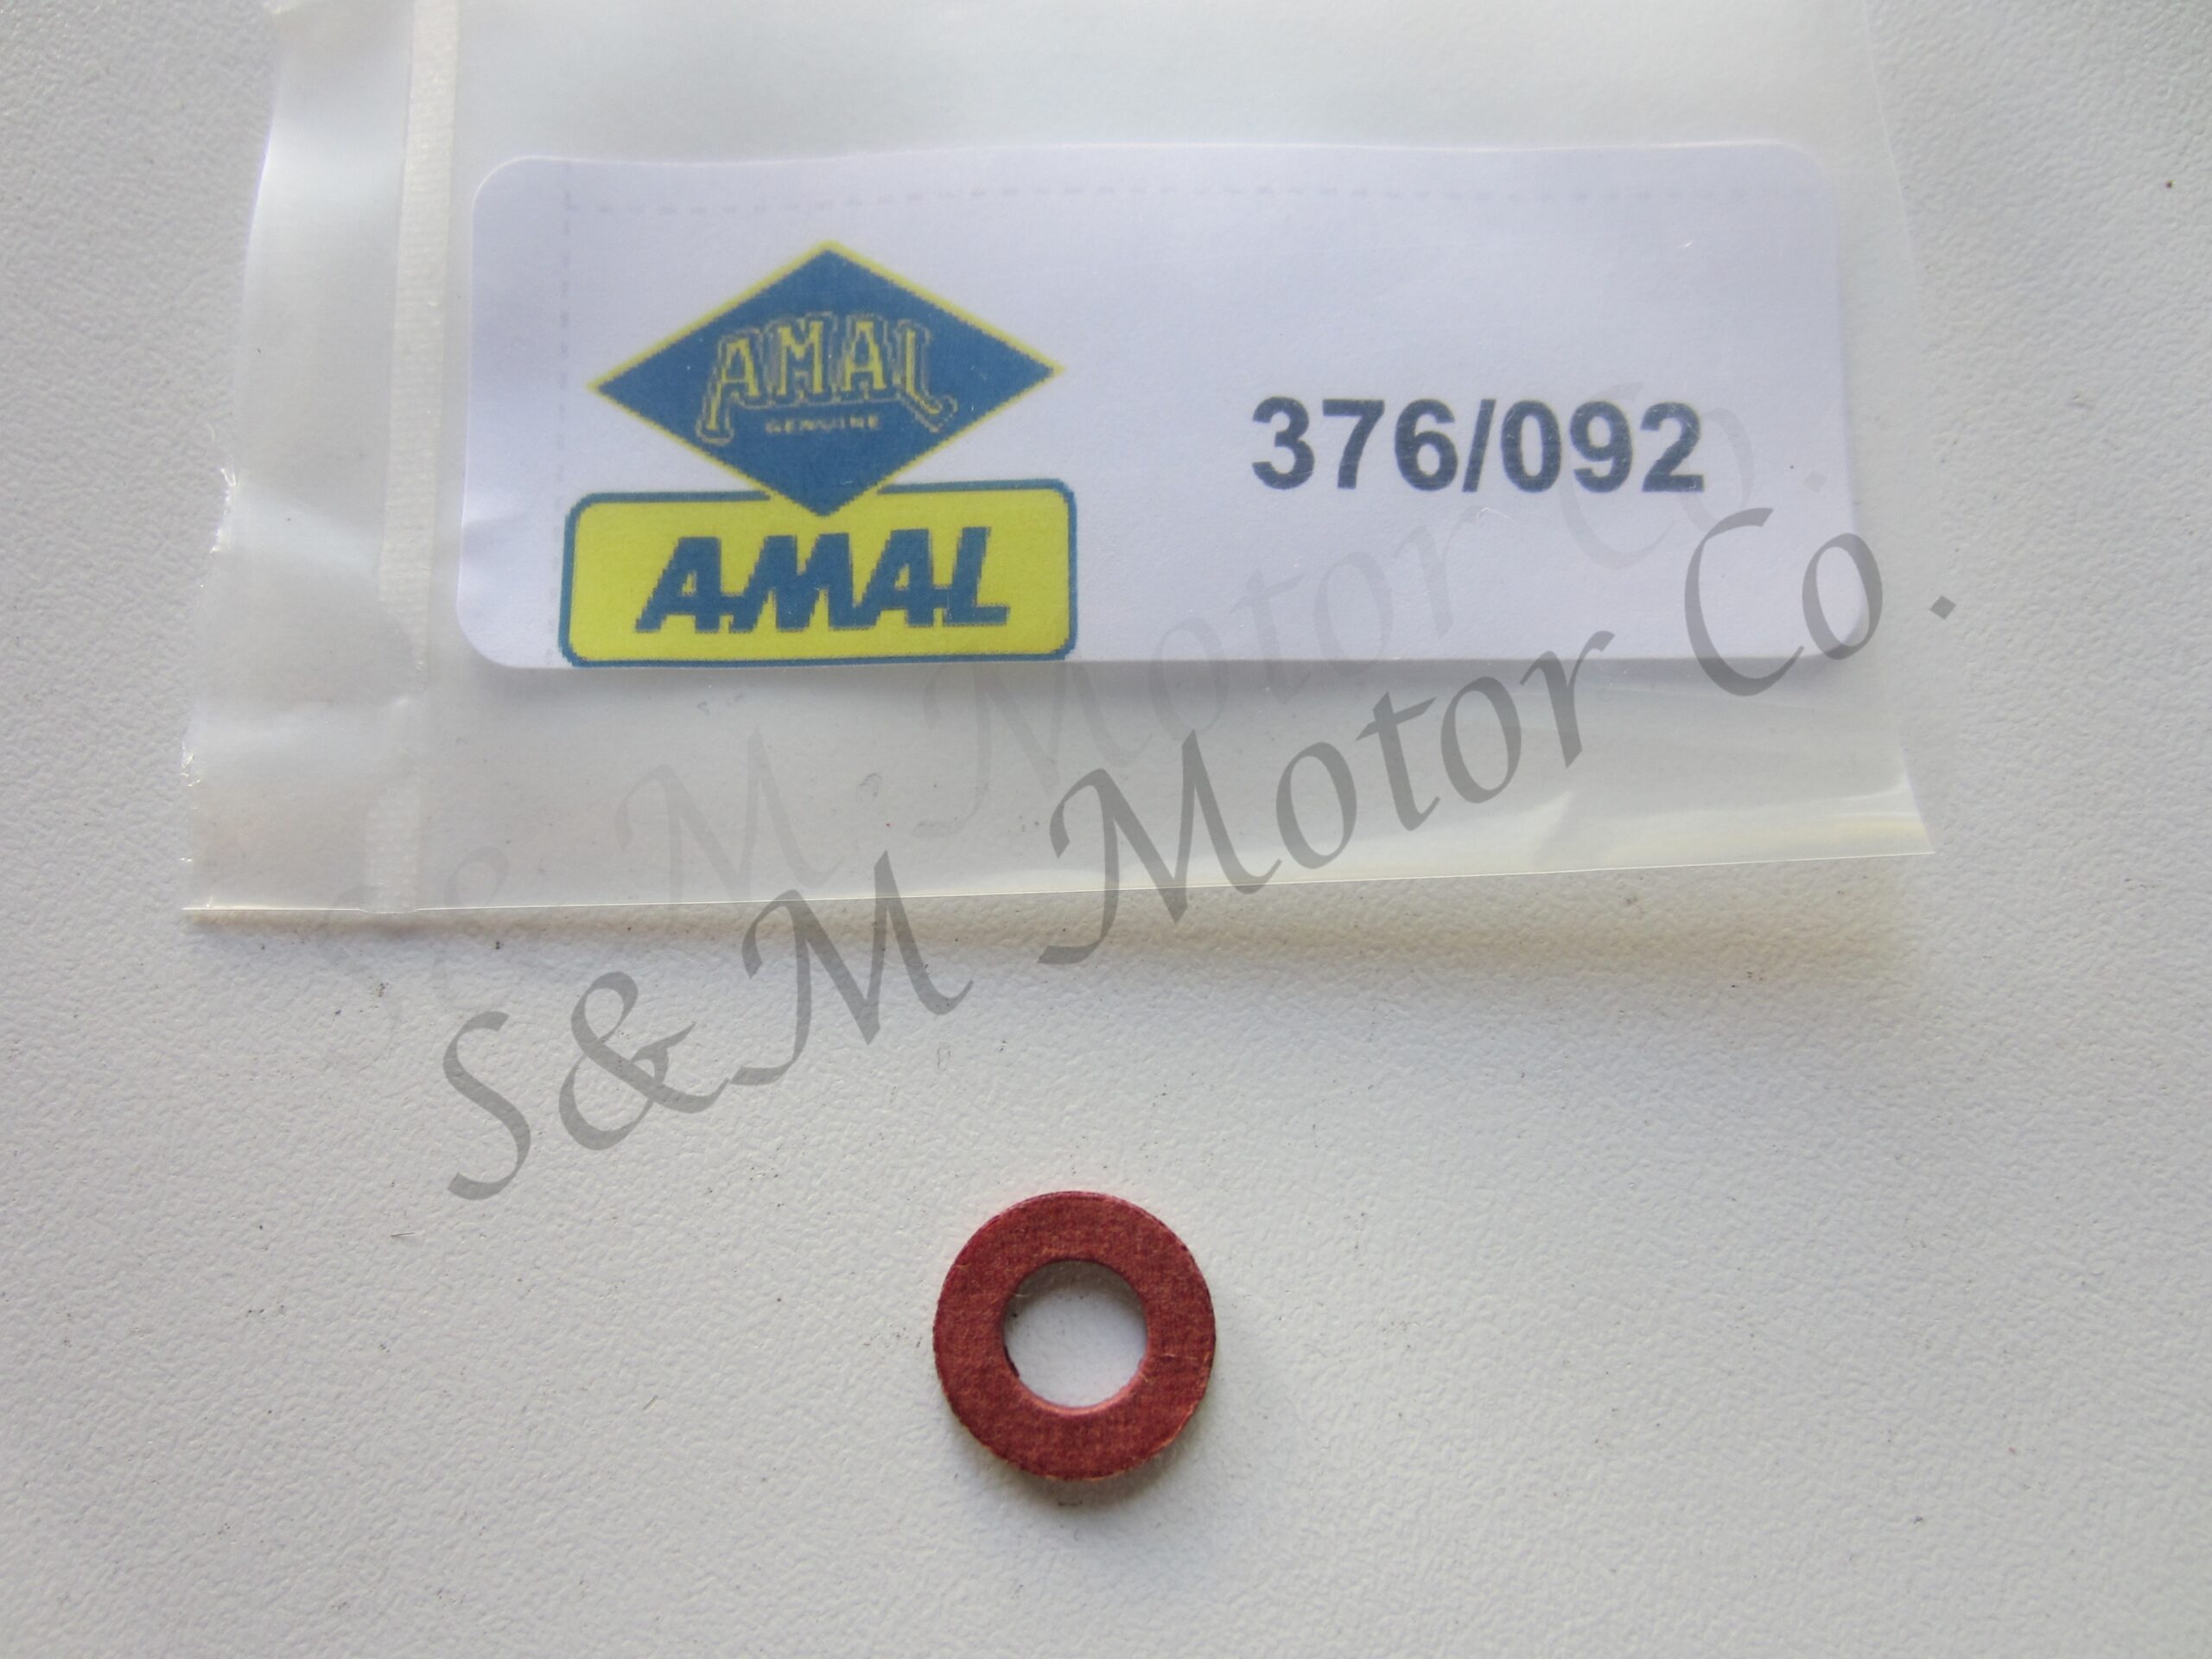 AMAL
GENUINE
AMAL
376/092
S&M Motor Co.
S&M Motor Co.